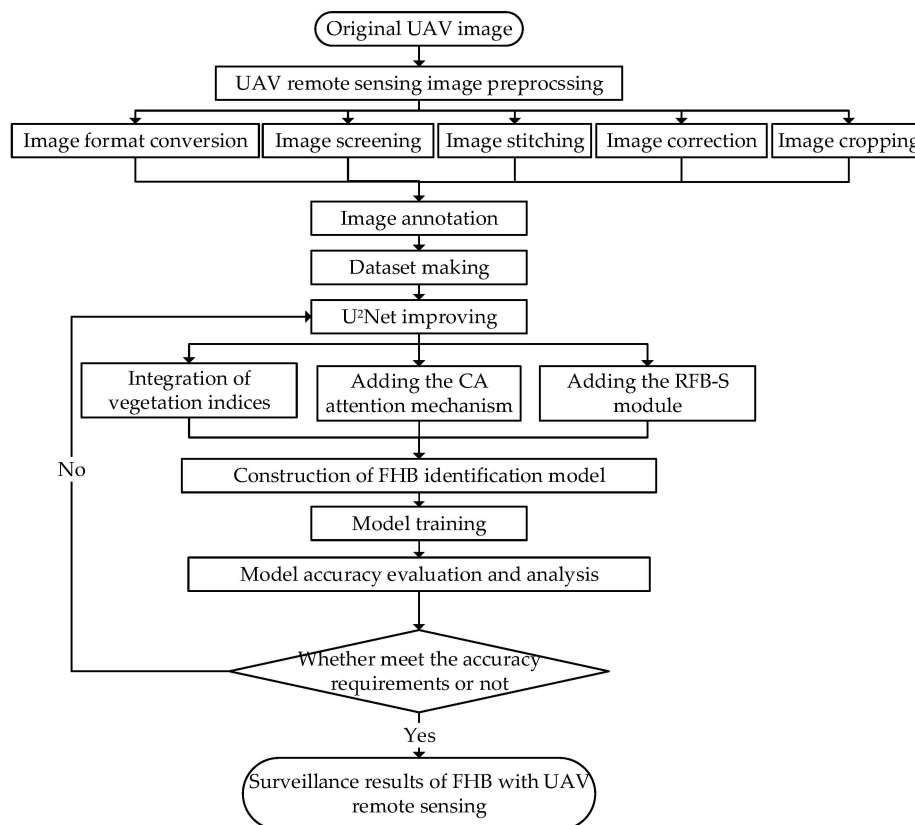 Original UAV image
UAV remote sensing image preprocssing
Image format conversion
Image screening
Image stitching
Image correction
Image cropping
Image annotation
Dataset making
U²Net improving
Integration of
vegetation indices
Adding the CA
attention mechanism
Adding the RFB-S
module
No
Construction of FHB identification model
Model training
Model accuracy evaluation and analysis
Whether meet the accuracy
requirements or not
Yes
Surveillance results of FHB with UAV
remote sensing